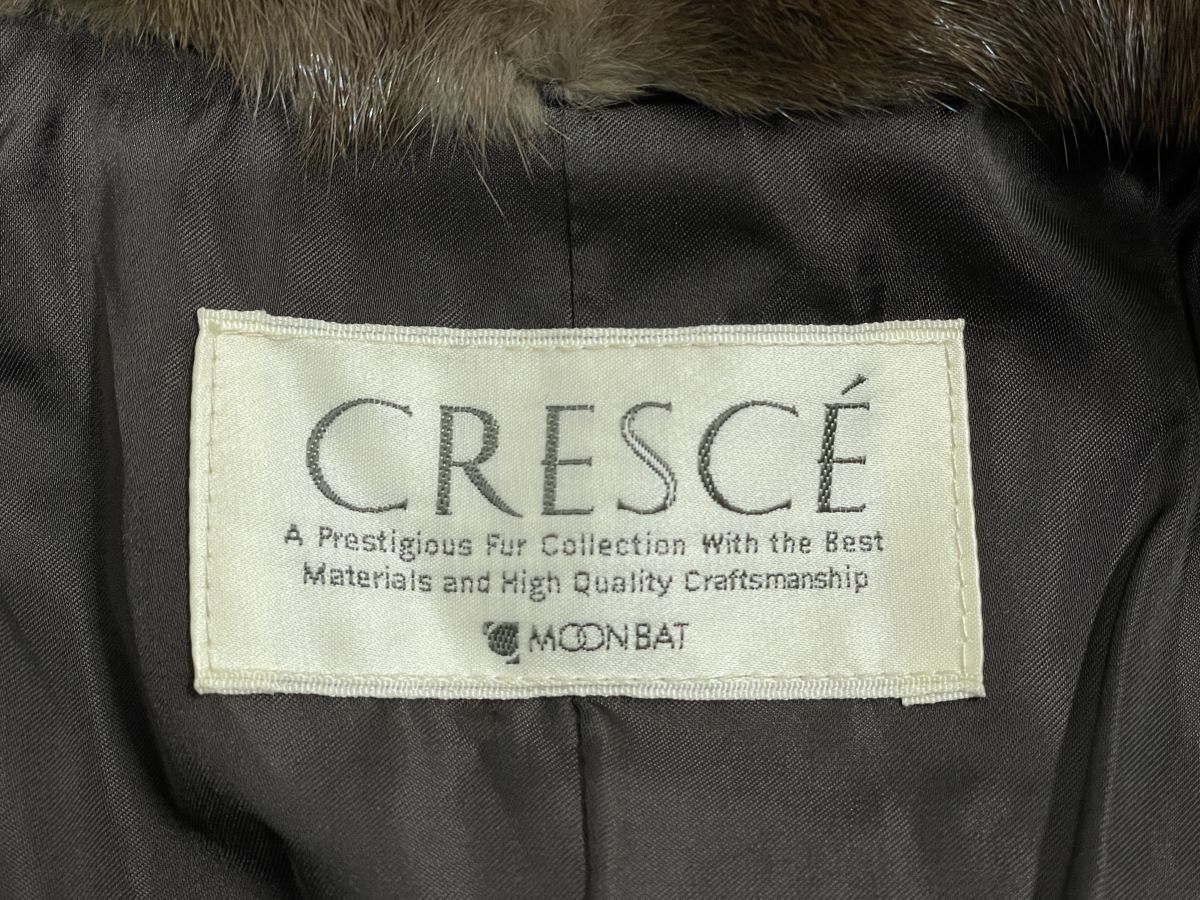 CRESCÉ
A Prestigious Fur Collection With the Best
Materials and High Quality Craftsmanship
MOONBAT